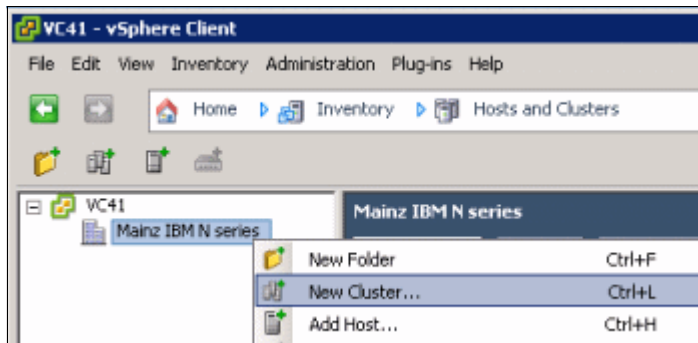 VC41 - vSphere Client
File Edit View Inventory Administration Plug-ins Help
Home Inventory Hosts and Clusters
VC41
Mainz IBM N series
Mainz IBM N series
New Folder Ctrl+F
New Cluster... Ctrl+L
Add Host... Ctrl+H